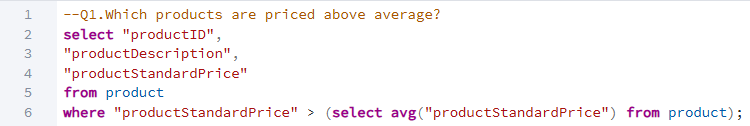 1 --Q1.Which products are priced above average?
2 select "productID",
3 "productDescription",
4 "productStandardPrice"
5 from product
6 where "productStandardPrice" > (select avg("productStandardPrice") from product);